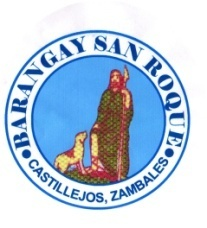 •BARANGAY SAN ROQUE•
CASTILLEJOS, ZAMBALES